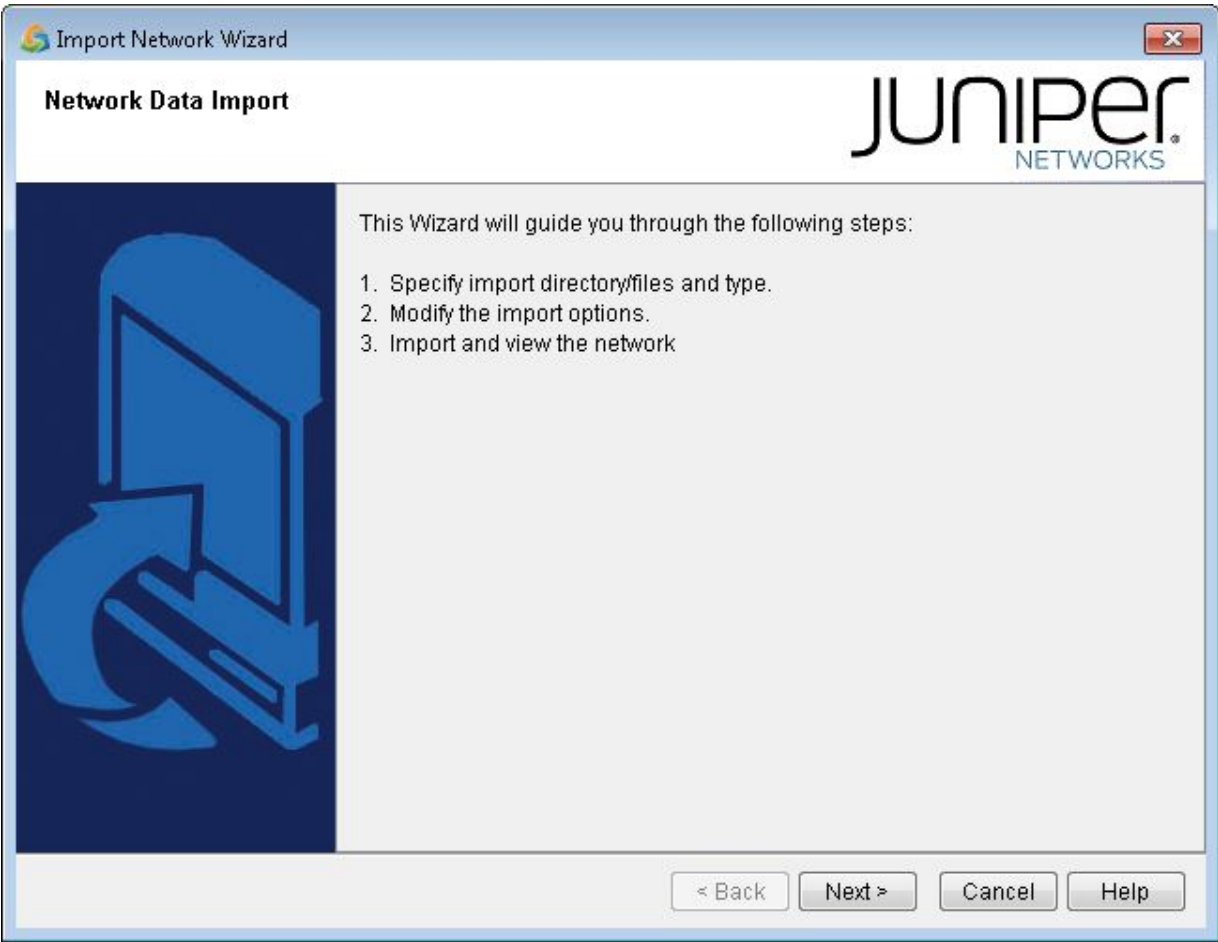 Import Network Wizard
Network Data Import
JUNIPER
NETWORKS
This Wizard will guide you through the following steps:
1. Specify import directory/files and type.
2. Modify the import options.
3. Import and view the network
< Back
Next >
Cancel
Help